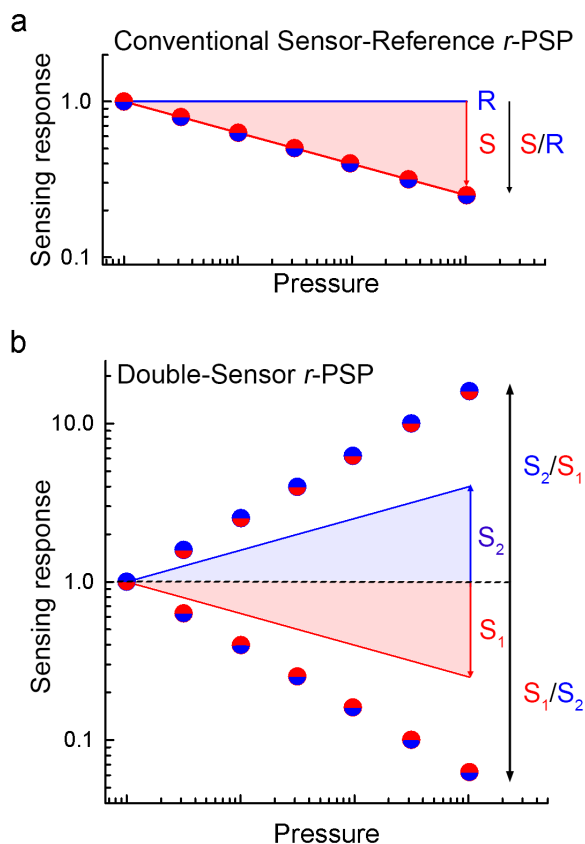 a
Conventional Sensor-Reference r-PSP
Sensing response
1.0
0.1
R
S
S/R
Pressure
b
Double-Sensor r-PSP
Sensing response
10.0
1.0
0.1
S₂/S₁
S₂
S₁
S₁/S₂
Pressure